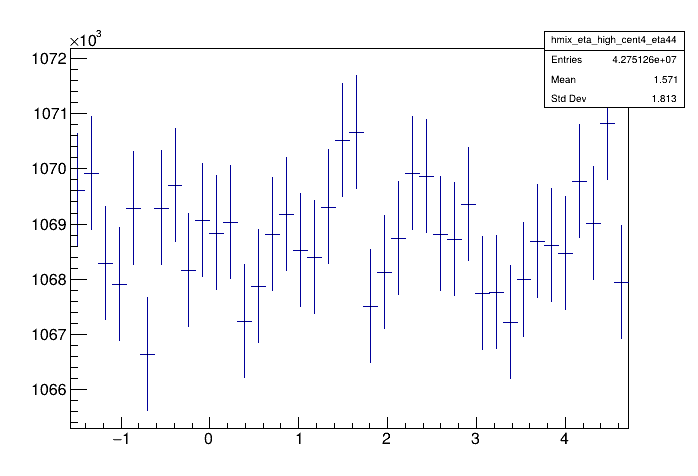 ×10³
hmix_eta_high_cent4_eta44
Entries 4.275126e+07
Mean 1.571
Std Dev 1.813
1072
1071
1070
1069
1068
1067
1066
−1 0 1 2 3 4